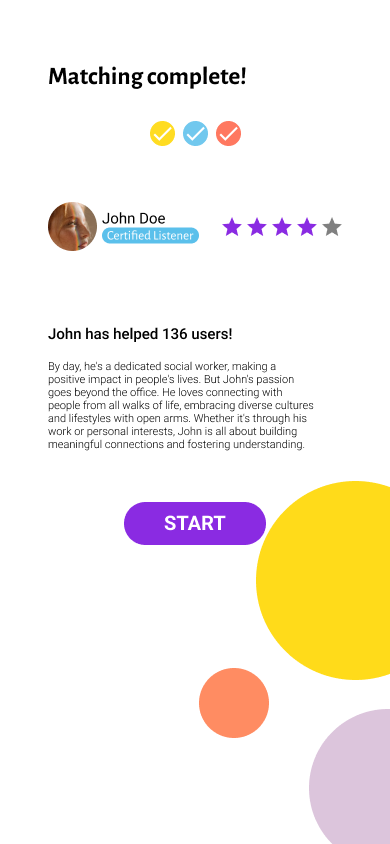 Matching complete!
John Doe
Certified Listener
John has helped 136 users!
By day, he's a dedicated social worker, making a
positive impact in people's lives. But John's passion
goes beyond the office. He loves connecting with
people from all walks of life, embracing diverse cultures
and lifestyles with open arms. Whether it's through his
work or personal interests, John is all about building
meaningful connections and fostering understanding.
START